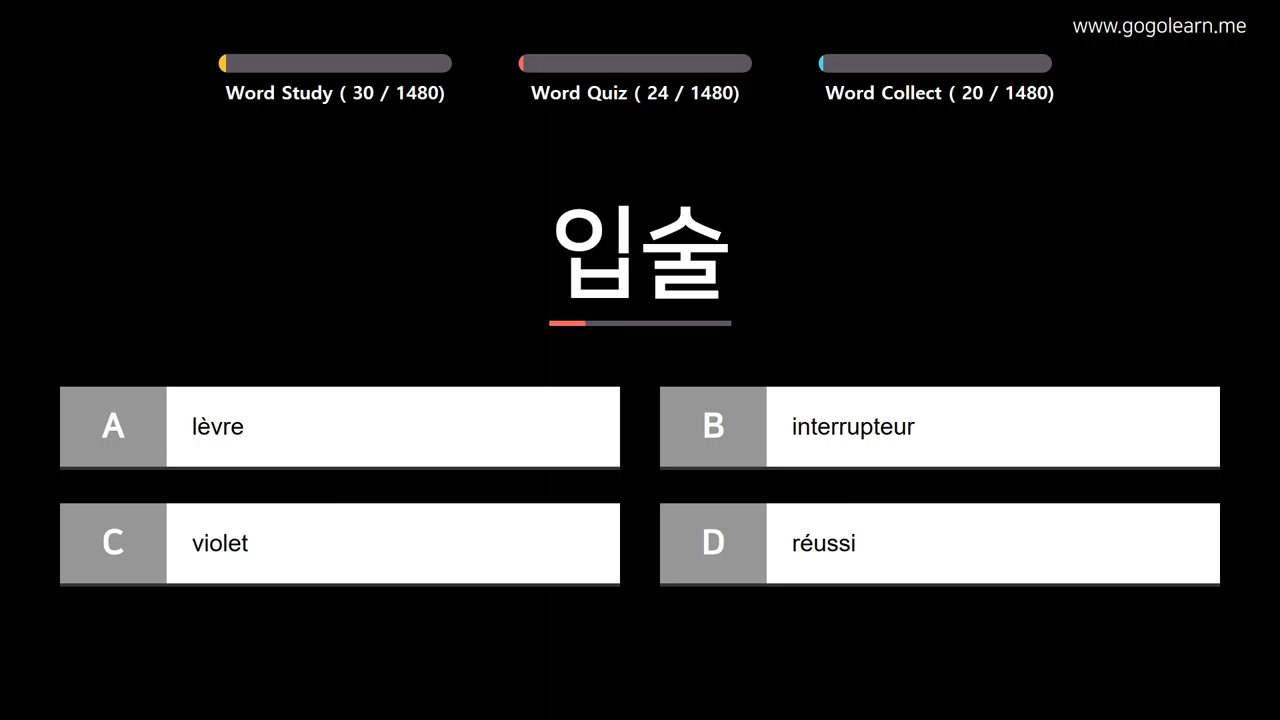 www.gogolearn.me
Word Study ( 30 / 1480)
Word Quiz ( 24 / 1480)
Word Collect ( 20 / 1480)
입술
A lèvre
B interrupteur
C violet
D réussi